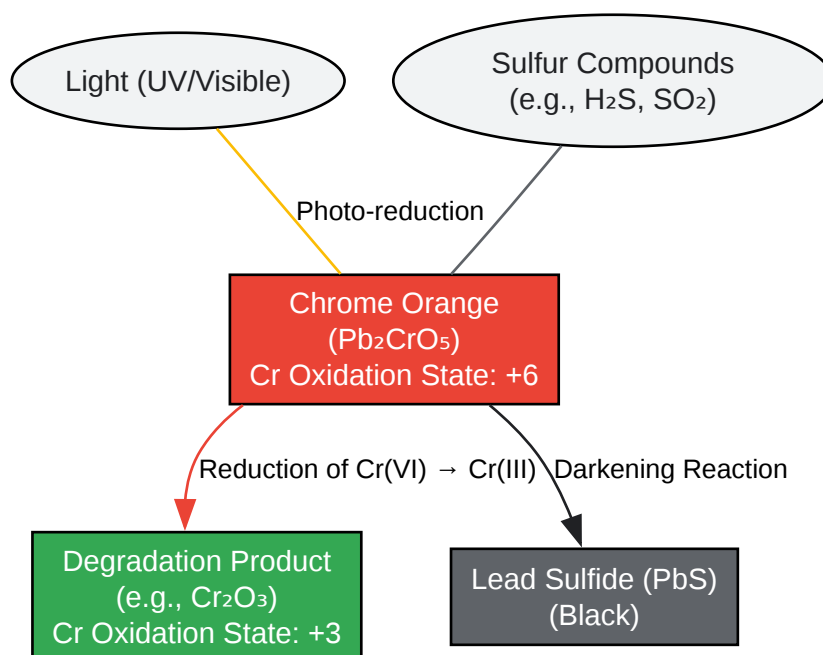 Light (UV/Visible)
Sulfur Compounds
(e.g., H₂S, SO₂)
Photo-reduction
Chrome Orange
(Pb₂CrO₅)
Cr Oxidation State: +6
Reduction of Cr(VI) → Cr(III)
Darkening Reaction
Degradation Product
(e.g., Cr₂O₃)
Cr Oxidation State: +3
Lead Sulfide (PbS)
(Black)